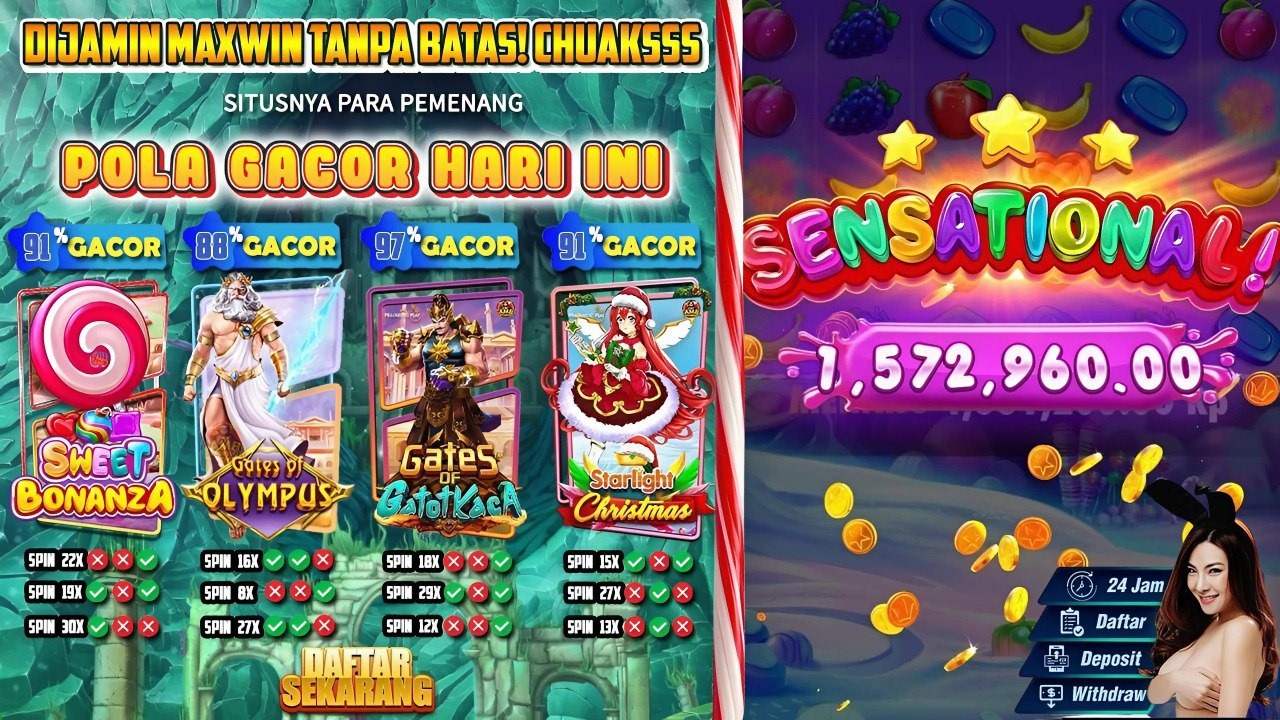 DIJAMIN MAXWIN TANPA BATAS! CHUAKSSS
SITUSNYA PARA PEMENANG
POLA GACOR HARI INI
91% GACOR
88% GACOR
97% GACOR
91% GACOR
SWEET
BONANZA
Gates of
OLYMPUS
GATES
OF
GATOTKACA
Starlight
Christmas
SPIN 22X
SPIN 19X
SPIN 30X
SPIN 16X
SPIN 8X
SPIN 27X
SPIN 18X
SPIN 29X
SPIN 12X
SPIN 15X
SPIN 27X
SPIN 13X
DAFTAR
SEKARANG
SENSATIONAL!
1,572,960.00
24 Jam
Daftar
Deposit
Withdraw